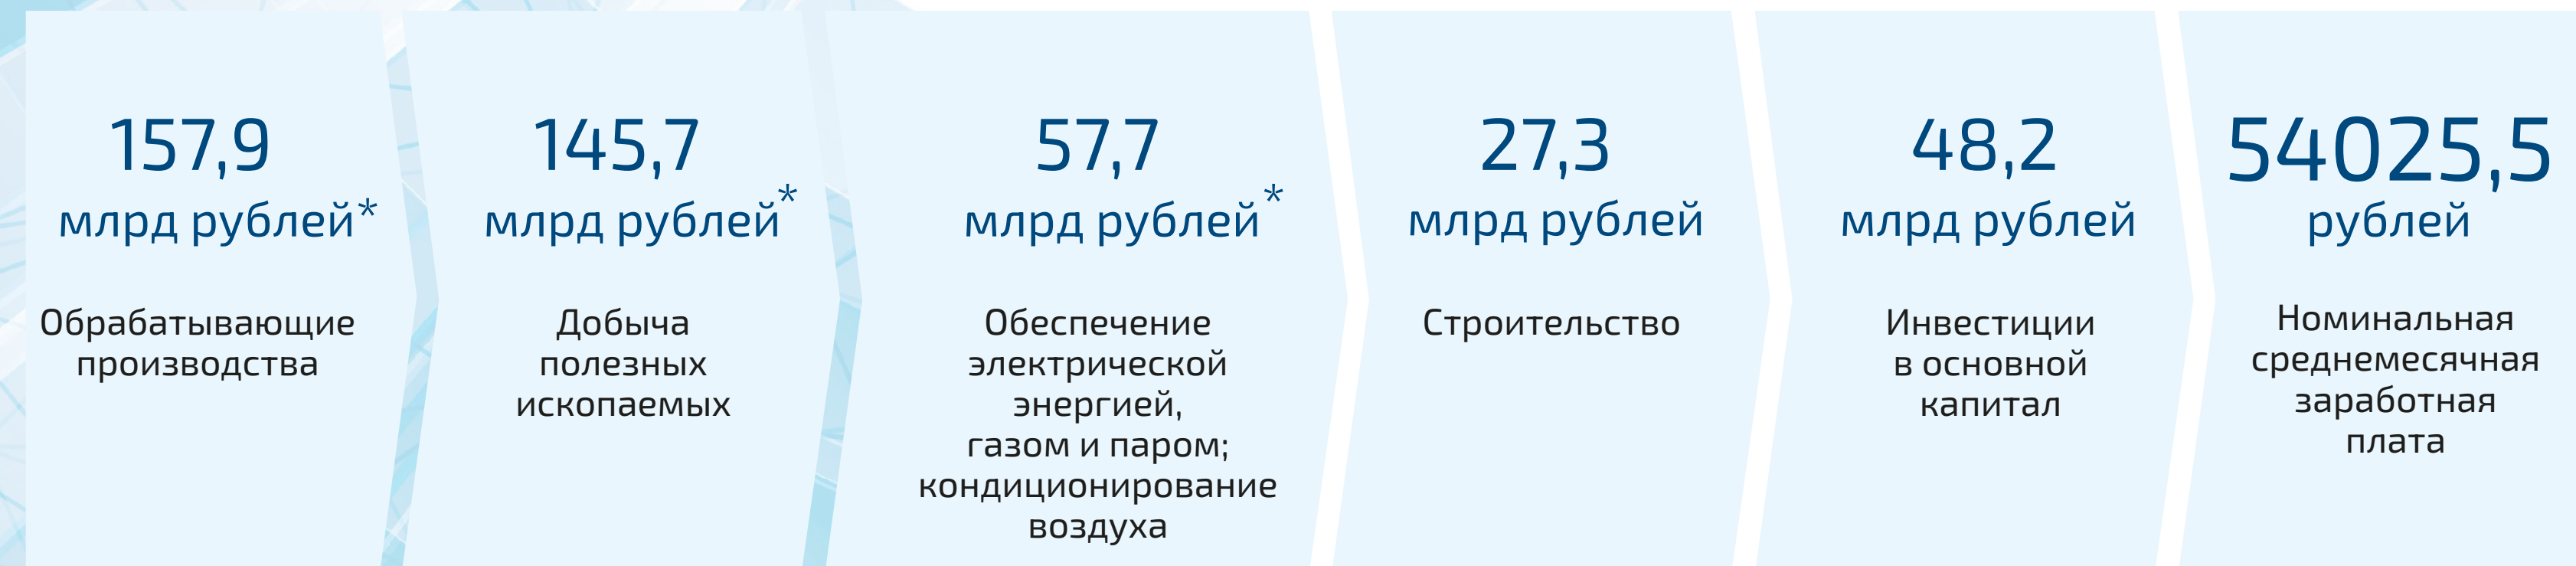 157,9
млрд рублей*
Обрабатывающие
производства
145,7
млрд рублей*
Добыча
полезных
ископаемых
57,7
млрд рублей*
Обеспечение
электрической
энергией,
газом и паром;
кондиционирование
воздуха
27,3
млрд рублей
Строительство
48,2
млрд рублей
Инвестиции
в основной
капитал
54025,5
рублей
Номинальная
среднемесячная
заработная
плата